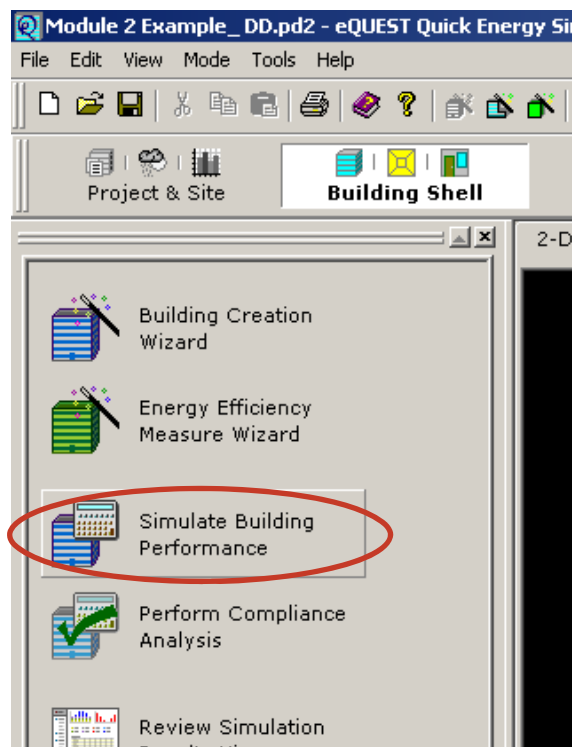 Module 2 Example_ DD.pd2 - eQUEST Quick Energy
File Edit View Mode Tools Help
Project & Site
Building Shell
2-D
Building Creation
Wizard
Energy Efficiency
Measure Wizard
Simulate Building
Performance
Perform Compliance
Analysis
Review Simulation